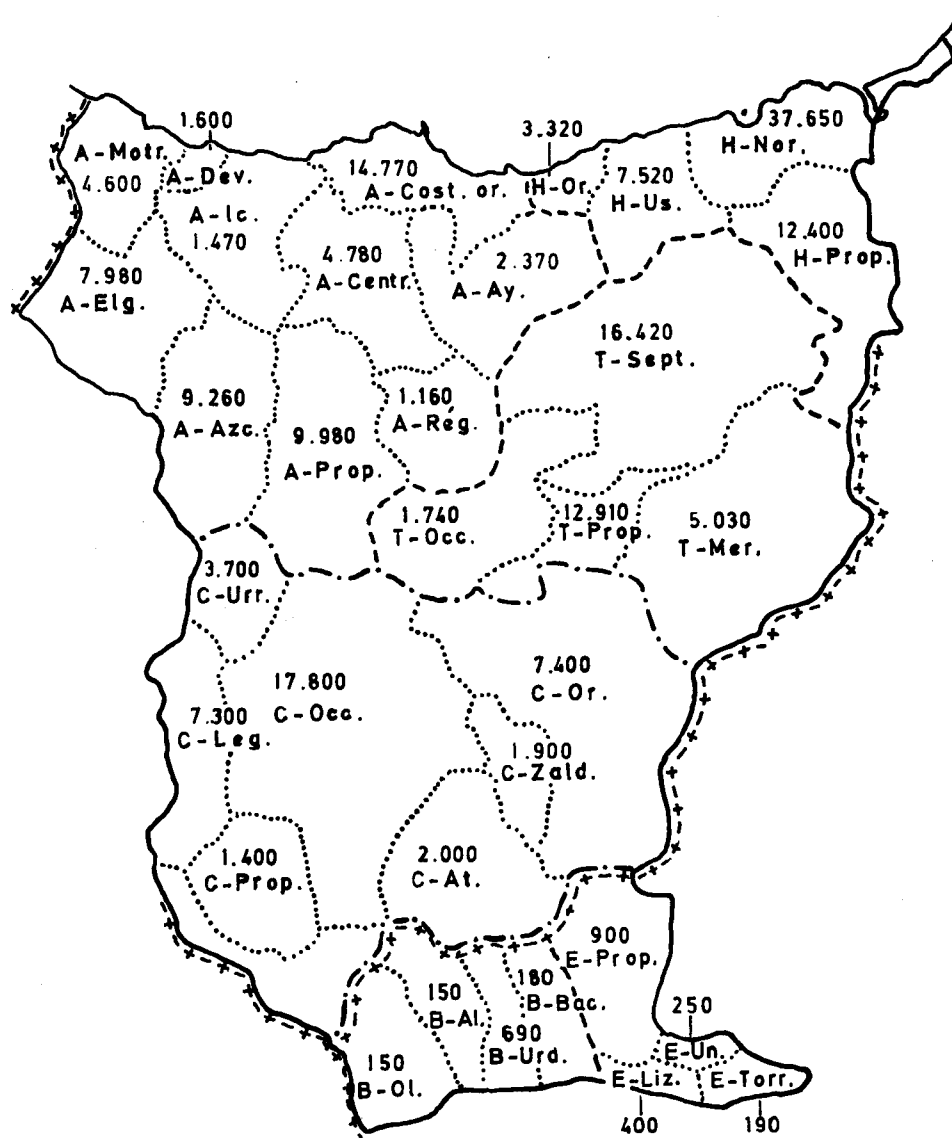 1.600
A-Motr.
4.600
A-Dev.
A-Ic.
1.470
14.770
A-Cost. or.
3.320
H-Or.
7.520
H-Us.
37.650
H-Nor.
12.400
H-Prop.
7.980
A-Elg.
4.780
A-Centr.
2.370
A-Ay.
16.420
T-Sept.
9.260
A-Azc.
9.980
A-Prop.
1.160
A-Rég.
1.740
T-Occ.
12.910
T-Prop.
5.030
T-Mer.
3.700
C-Urr.
17.800
C-Occ.
7.300
C-Leg.
7.400
C-Or.
1.900
C-Zald.
1.400
C-Prop.
2.000
C-At.
900
E-Prop.
180
B-Bac.
150
B-Al.
690
B-Urd.
150
B-Ol.
250
E-Un.
E-Liz.
E-Torr.
400
190